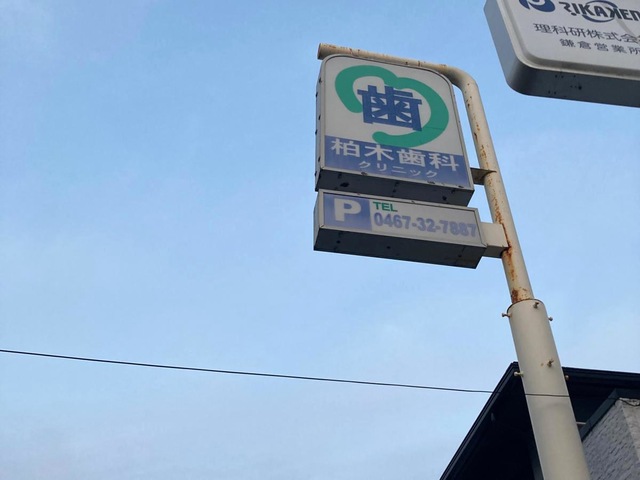 歯
柏木歯科
クリニック
P
TEL
0467-32-7887
RIKAKEN
理科研株式会
鎌倉営業所